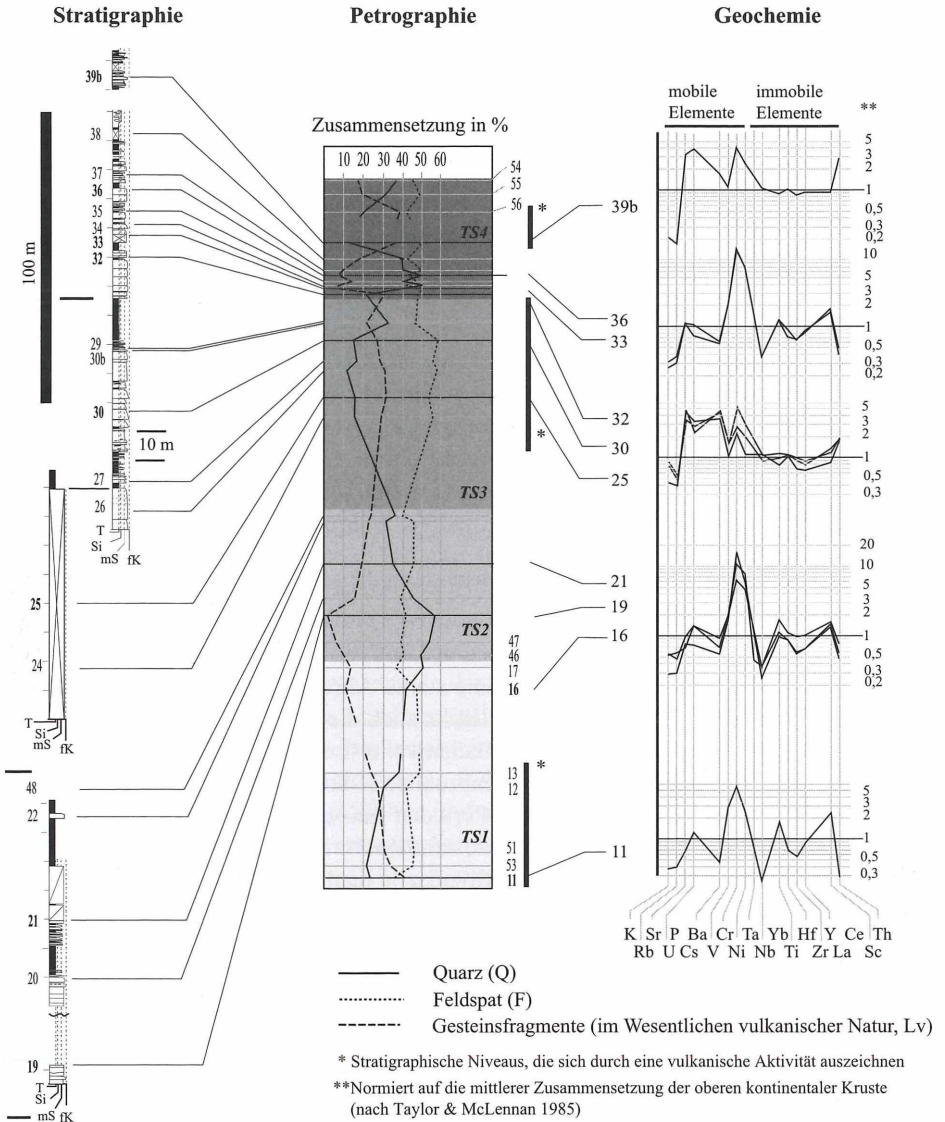 Stratigraphie
Petrographie
Geochemie
39b
38
37
36
35
34
33
32
29
30b
30
27
26
100 m
10 m
T
Si
mS fK
25
24
T
Si
mS
fK
48
22
21
20
19
T
Si
mS fK
Zusammensetzung in %
10 20 30 40 60
54
55
56
*
TS4
TS3
TS2
47
46
17
16
13
12
*
TS1
51
53
11
*
39b
36
33
32
30
25
21
19
16
11
mobile
Elemente
immobile
Elemente
**
5
3
2
1
0,5
0,3
0,2
10
5
3
2
1
0,5
0,3
0,2
5
3
2
1
0,5
0,3
20
10
5
3
2
1
0,5
0,3
0,2
5
3
2
1
0,5
0,3
K Sr P Ba Cr Ta Yb Hf Y Ce Th
Rb U Cs V Ni Nb Ti Zr La Sc
Quarz (Q)
Feldspat (F)
Gesteinsfragmente (im Wesentlichen vulkanischer Natur, Lv)
* Stratigraphische Niveaus, die sich durch eine vulkanische Aktivität auszeichnen
**Normiert auf die mittlerer Zusammensetzung der oberen kontinentaler Kruste
(nach Taylor & McLennan 1985)